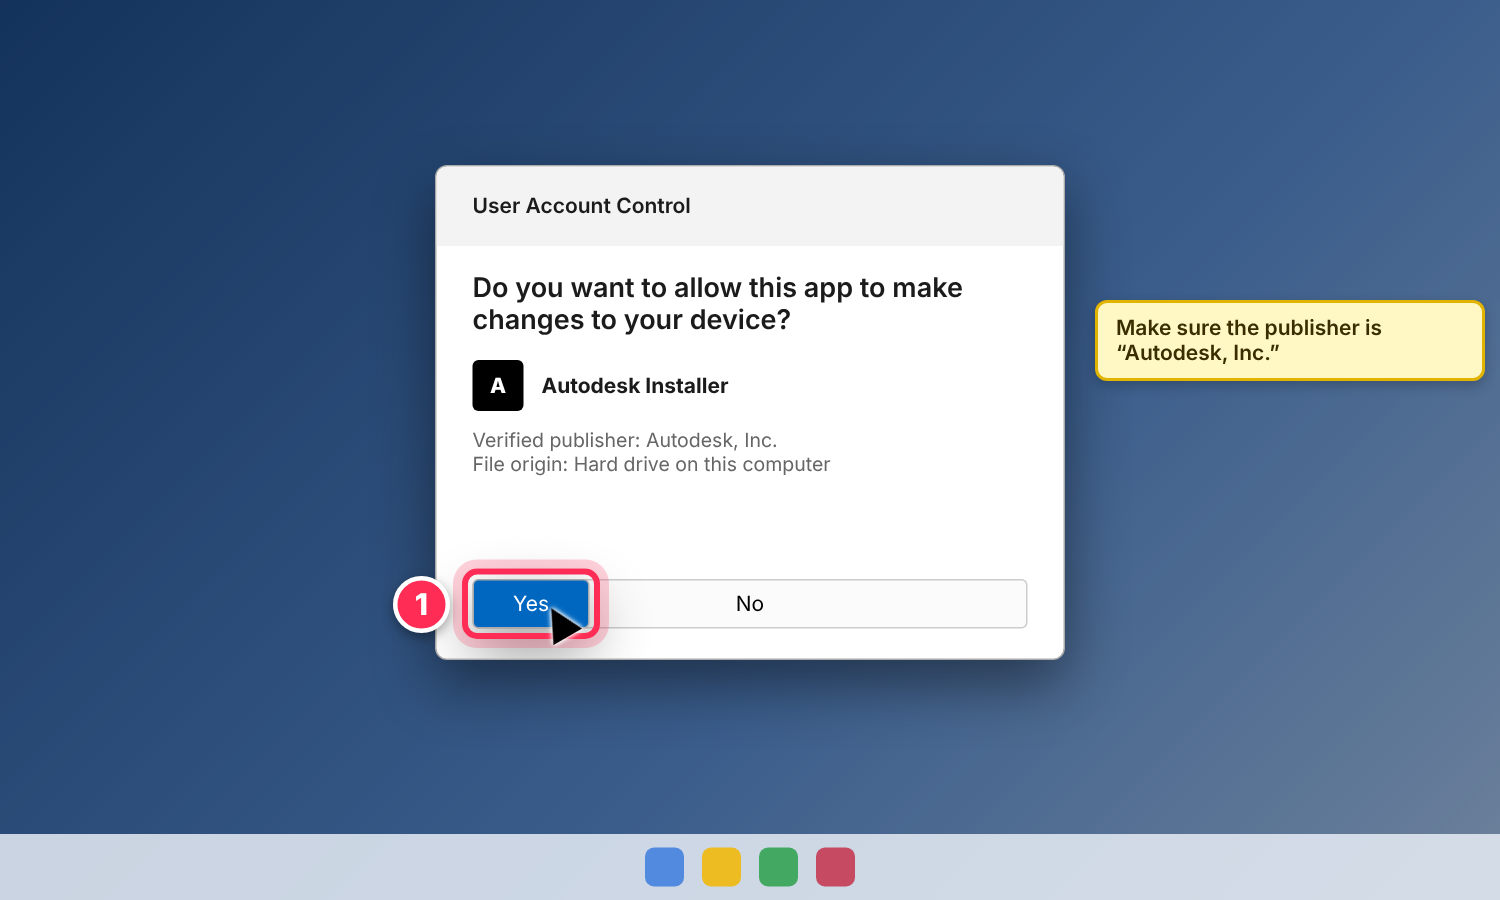 User Account Control
Do you want to allow this app to make
changes to your device?
A
Autodesk Installer
Verified publisher: Autodesk, Inc.
File origin: Hard drive on this computer
Make sure the publisher is
“Autodesk, Inc.”
1
Yes
No